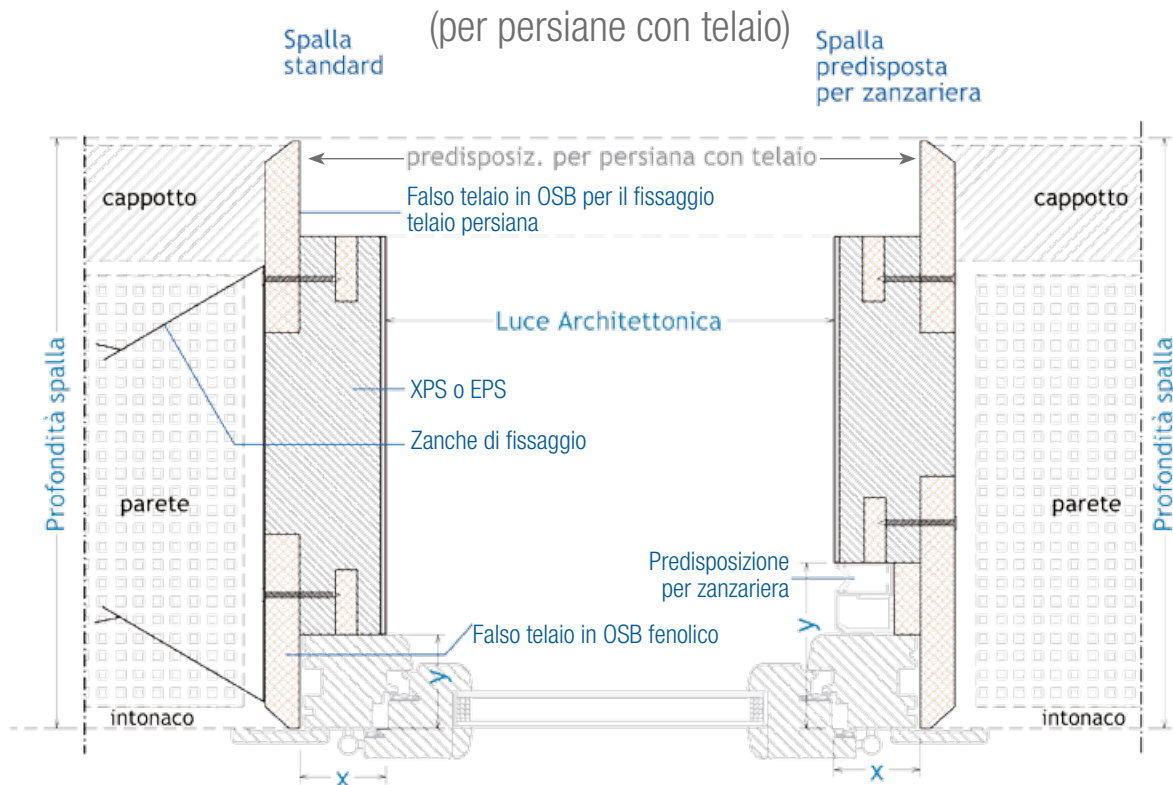 (per persiane con telaio)
Spalla
standard
Spalla
predisposta
per zanzariera
predisposiz. per persiana con telaio
cappotto
cappotto
Falso telaio in OSB per il fissaggio
telaio persiana
Luce Architettonica
XPS o EPS
Zanche di fissaggio
Profondità spalla
Profondità spalla
parete
parete
Predisposizione
per zanzariera
y
Falso telaio in OSB fenolico
y
intonaco
intonaco
x
x